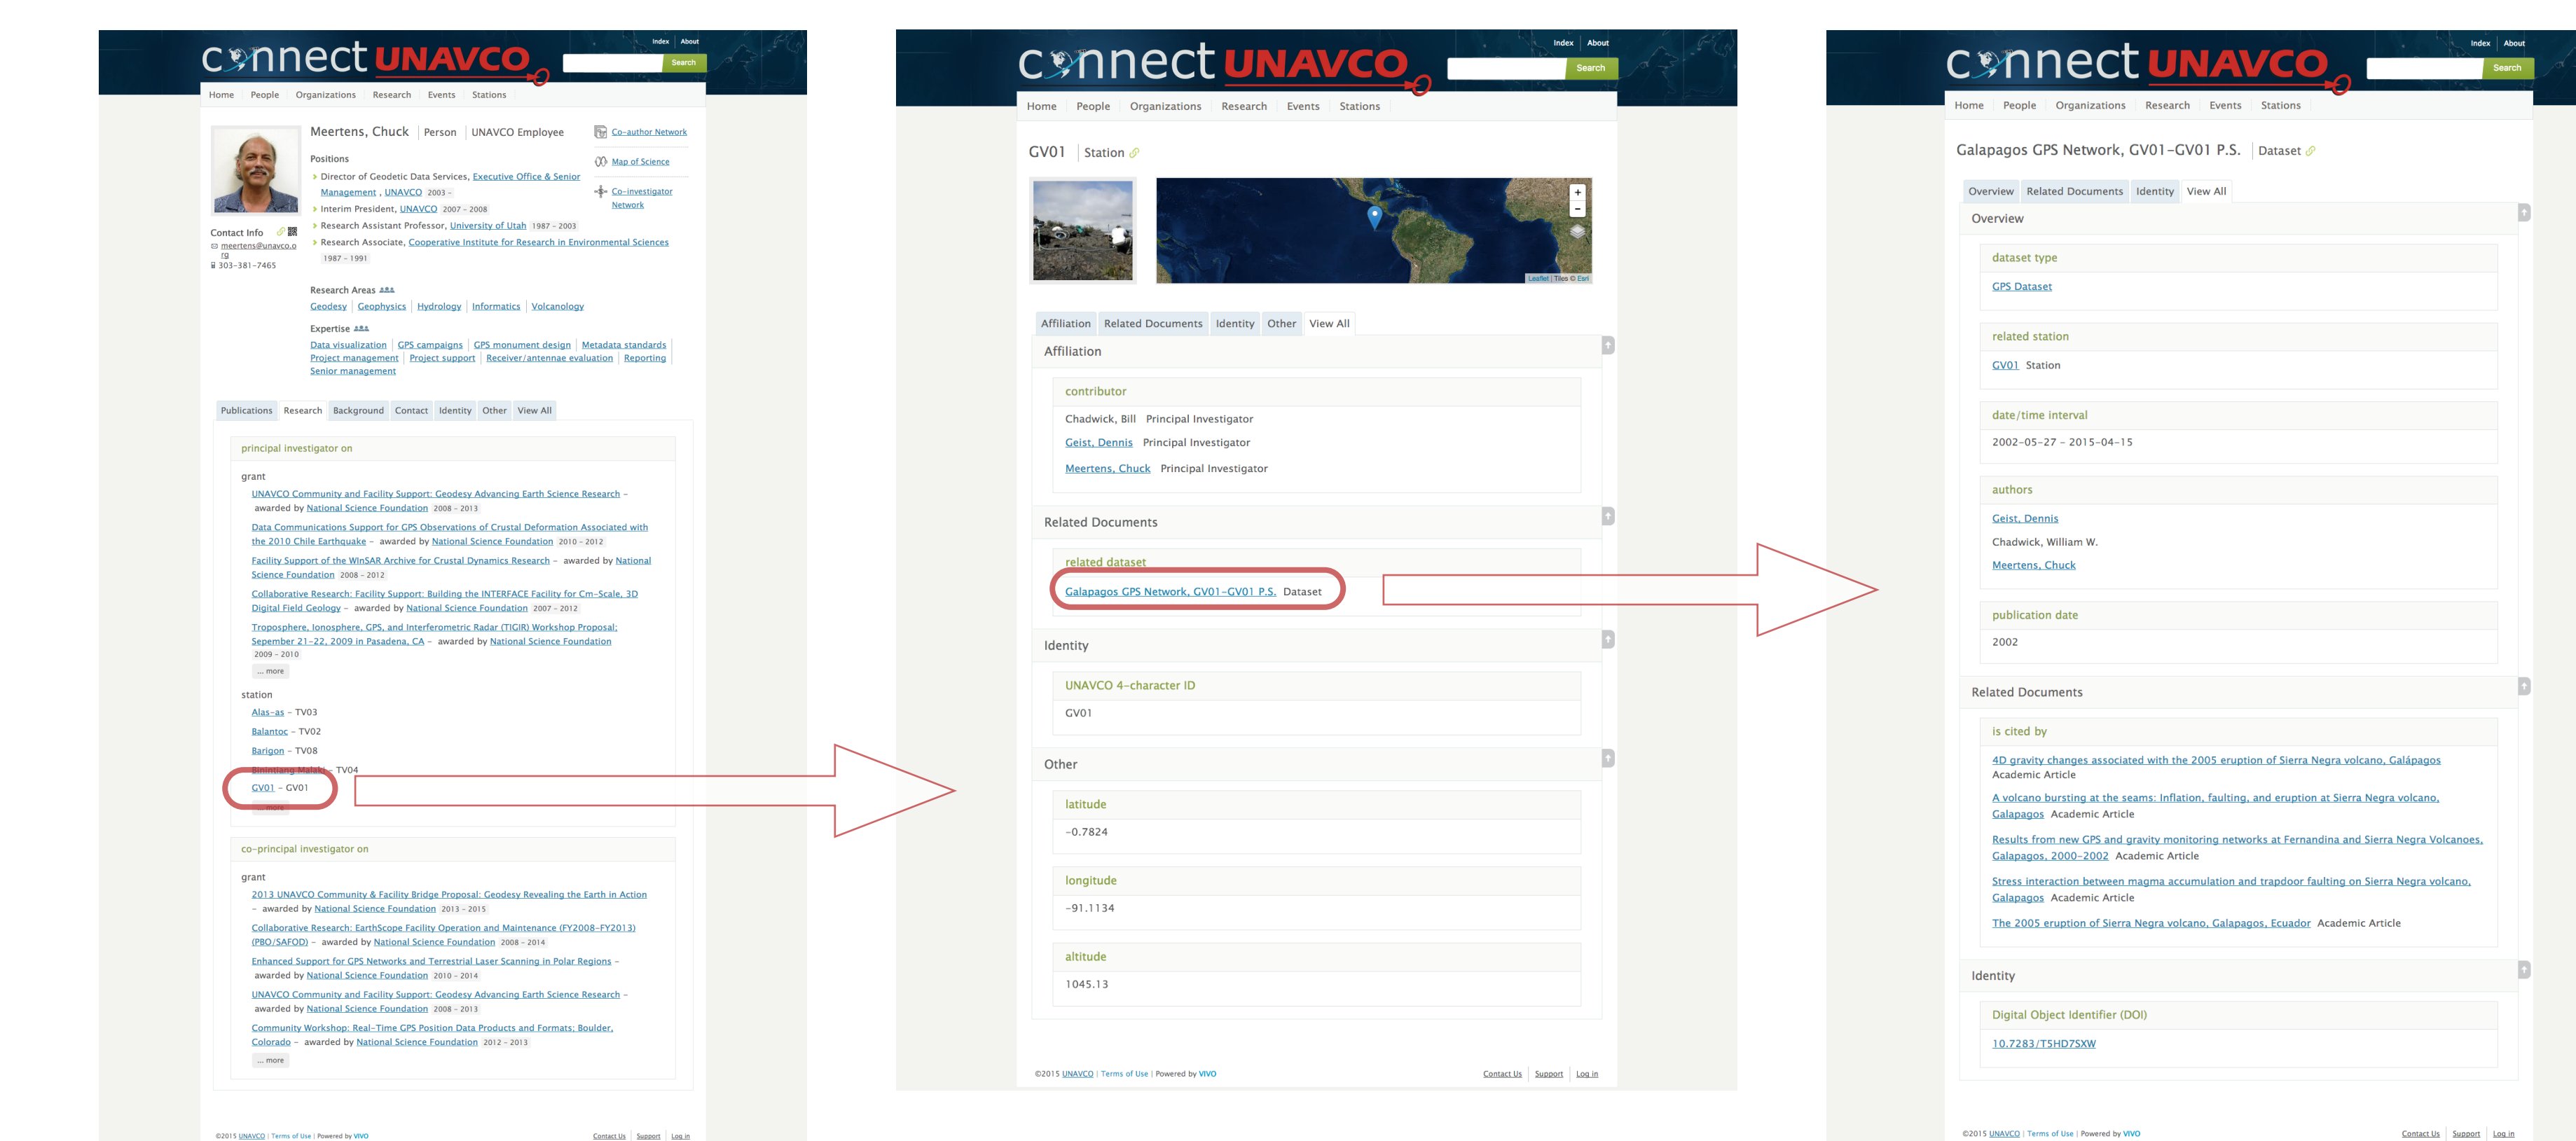 connect UNAVCO
Index About
Search
Home People Organizations Research Events Stations
Meertens, Chuck Person UNAVCO Employee
Co-author Network
Map of Science
Co-investigator Network
Positions
Director of Geodetic Data Services, Executive Office & Senior
Management , UNAVCO 2003 -
Interim President, UNAVCO 2007 - 2008
Research Assistant Professor, University of Utah 1987 - 2003
Research Associate, Cooperative Institute for Research in Environmental Sciences
1987 - 1991
Contact Info
meertens@unavco.o
rg
303-381-7465
Research Areas
Geodesy Geophysics Hydrology Informatics Volcanology
Expertise
Data visualization GPS campaigns GPS monument design Metadata standards
Project management Project support Receiver/antennae evaluation Reporting
Senior management
Publications Research Background Contact Identity Other View All
principal investigator on
grant
UNAVCO Community and Facility Support: Geodesy Advancing Earth Science Research -
awarded by National Science Foundation 2008 - 2013
Data Communications Support for GPS Observations of Crustal Deformation Associated with
the 2010 Chile Earthquake - awarded by National Science Foundation 2010 - 2012
Facility Support of the WInSAR Archive for Crustal Dynamics Research - awarded by National
Science Foundation 2008 - 2012
Collaborative Research: Facility Support: Building the INTERFACE Facility for Cm-Scale, 3D
Digital Field Geology - awarded by National Science Foundation 2007 - 2012
Troposphere, Ionosphere, GPS, and Interferometric Radar (TIGIR) Workshop Proposal;
Sepember 21-22, 2009 in Pasadena, CA - awarded by National Science Foundation
2009 - 2010
... more
station
Alas-as - TV03
Balantoc - TV02
Barigon - TV08
Binintiang Malaki - TV04
GV01 - GV01
... more
co-principal investigator on
grant
2013 UNAVCO Community & Facility Bridge Proposal: Geodesy Revealing the Earth in Action
- awarded by National Science Foundation 2013 - 2015
Collaborative Research: EarthScope Facility Operation and Maintenance (FY2008-FY2013)
(PBO/SAFOD) - awarded by National Science Foundation 2008 - 2014
Enhanced Support for GPS Networks and Terrestrial Laser Scanning in Polar Regions -
awarded by National Science Foundation 2010 - 2014
UNAVCO Community and Facility Support: Geodesy Advancing Earth Science Research -
awarded by National Science Foundation 2008 - 2013
Community Workshop: Real-Time GPS Position Data Products and Formats; Boulder,
Colorado - awarded by National Science Foundation 2012 - 2013
... more
©2015 UNAVCO | Terms of Use | Powered by VIVO
Contact Us Support Log in
connect UNAVCO
Index About
Search
Home People Organizations Research Events Stations
GV01 Station
+
-
Leaflet | Tiles © Esri
Affiliation Related Documents Identity Other View All
Affiliation
contributor
Chadwick, Bill Principal Investigator
Geist, Dennis Principal Investigator
Meertens, Chuck Principal Investigator
Related Documents
related dataset
Galapagos GPS Network, GV01-GV01 P.S. Dataset
Identity
UNAVCO 4-character ID
GV01
Other
latitude
-0.7824
longitude
-91.1134
altitude
1045.13
©2015 UNAVCO | Terms of Use | Powered by VIVO
Contact Us Support Log in
connect UNAVCO
Index About
Search
Home People Organizations Research Events Stations
Galapagos GPS Network, GV01-GV01 P.S. Dataset
Overview Related Documents Identity View All
Overview
dataset type
GPS Dataset
related station
GV01 Station
date/time interval
2002-05-27 - 2015-04-15
authors
Geist, Dennis
Chadwick, William W.
Meertens, Chuck
publication date
2002
Related Documents
is cited by
4D gravity changes associated with the 2005 eruption of Sierra Negra volcano, Galápagos
Academic Article
A volcano bursting at the seams: Inflation, faulting, and eruption at Sierra Negra volcano,
Galapagos Academic Article
Results from new GPS and gravity monitoring networks at Fernandina and Sierra Negra Volcanoes,
Galapagos, 2000-2002 Academic Article
Stress interaction between magma accumulation and trapdoor faulting on Sierra Negra volcano,
Galapagos Academic Article
The 2005 eruption of Sierra Negra volcano, Galapagos, Ecuador Academic Article
Identity
Digital Object Identifier (DOI)
10.7283/T5HD7SXW
©2015 UNAVCO | Terms of Use | Powered by VIVO
Contact Us Support Log in